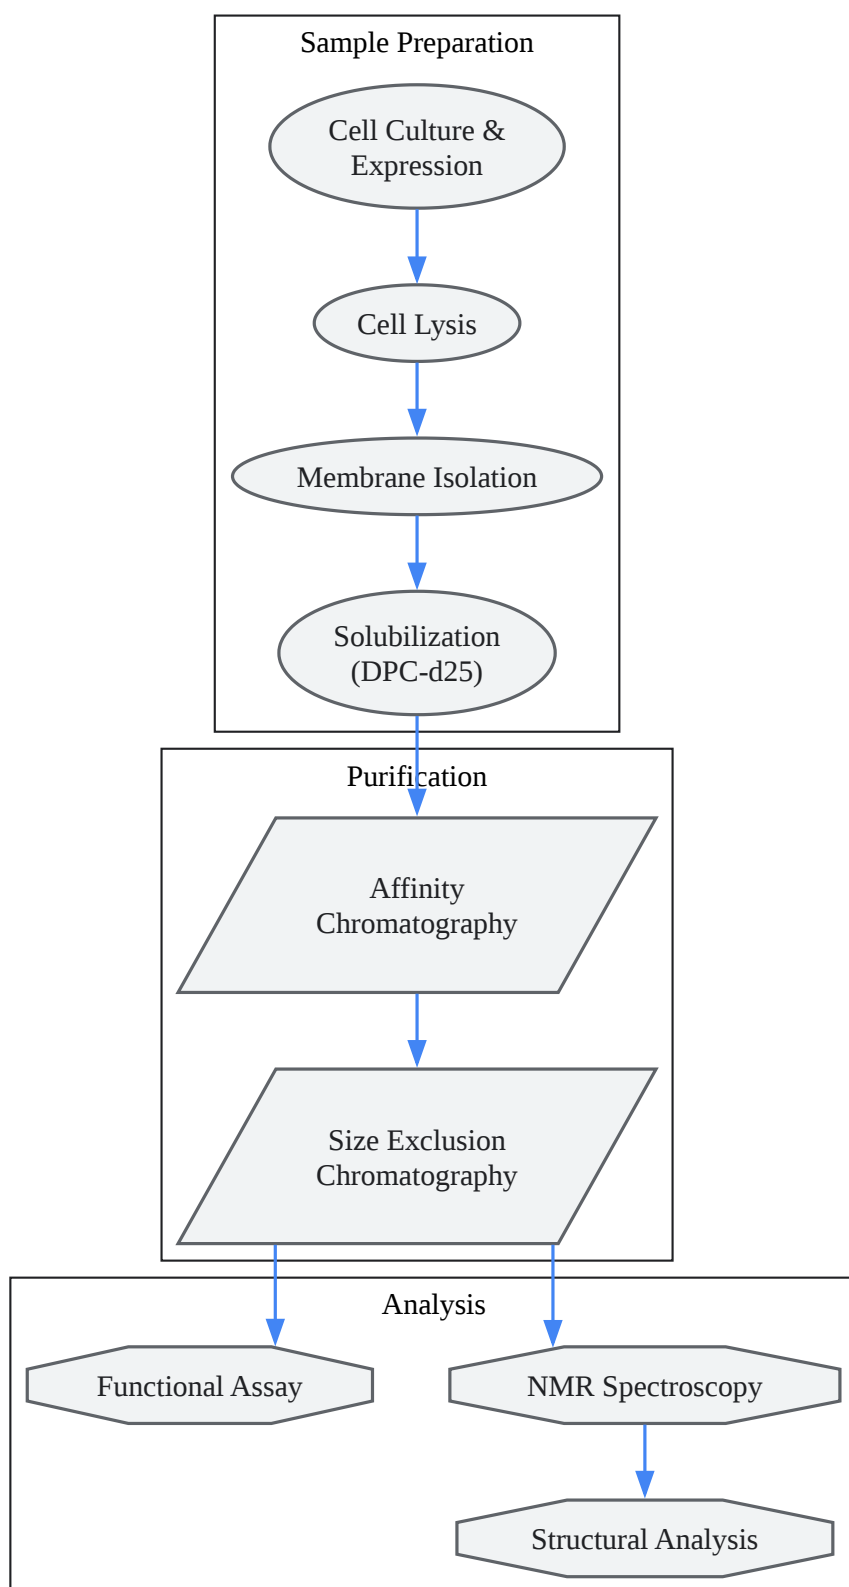 Sample Preparation
Cell Culture &
Expression
Cell Lysis
Membrane Isolation
Solubilization
(DPC-d25)
Purification
Affinity
Chromatography
Size Exclusion
Chromatography
Analysis
Functional Assay
NMR Spectroscopy
Structural Analysis